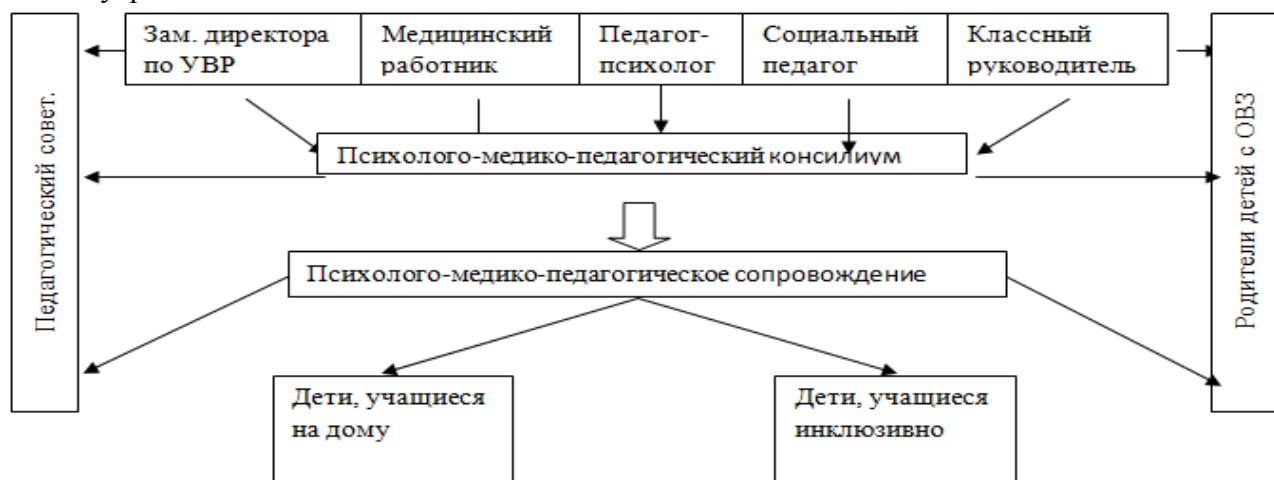 Зам. директора
по УВР
Медицинский
работник
Педагог-
психолог
Социальный
педагог
Классный
руководитель
Педагогический совет.
Родители детей с ОВЗ
Психолого-медико-педагогический консилиум
Психолого-медико-педагогическое сопровождение
Дети, учащиеся
на дому
Дети, учащиеся
инклюзивно